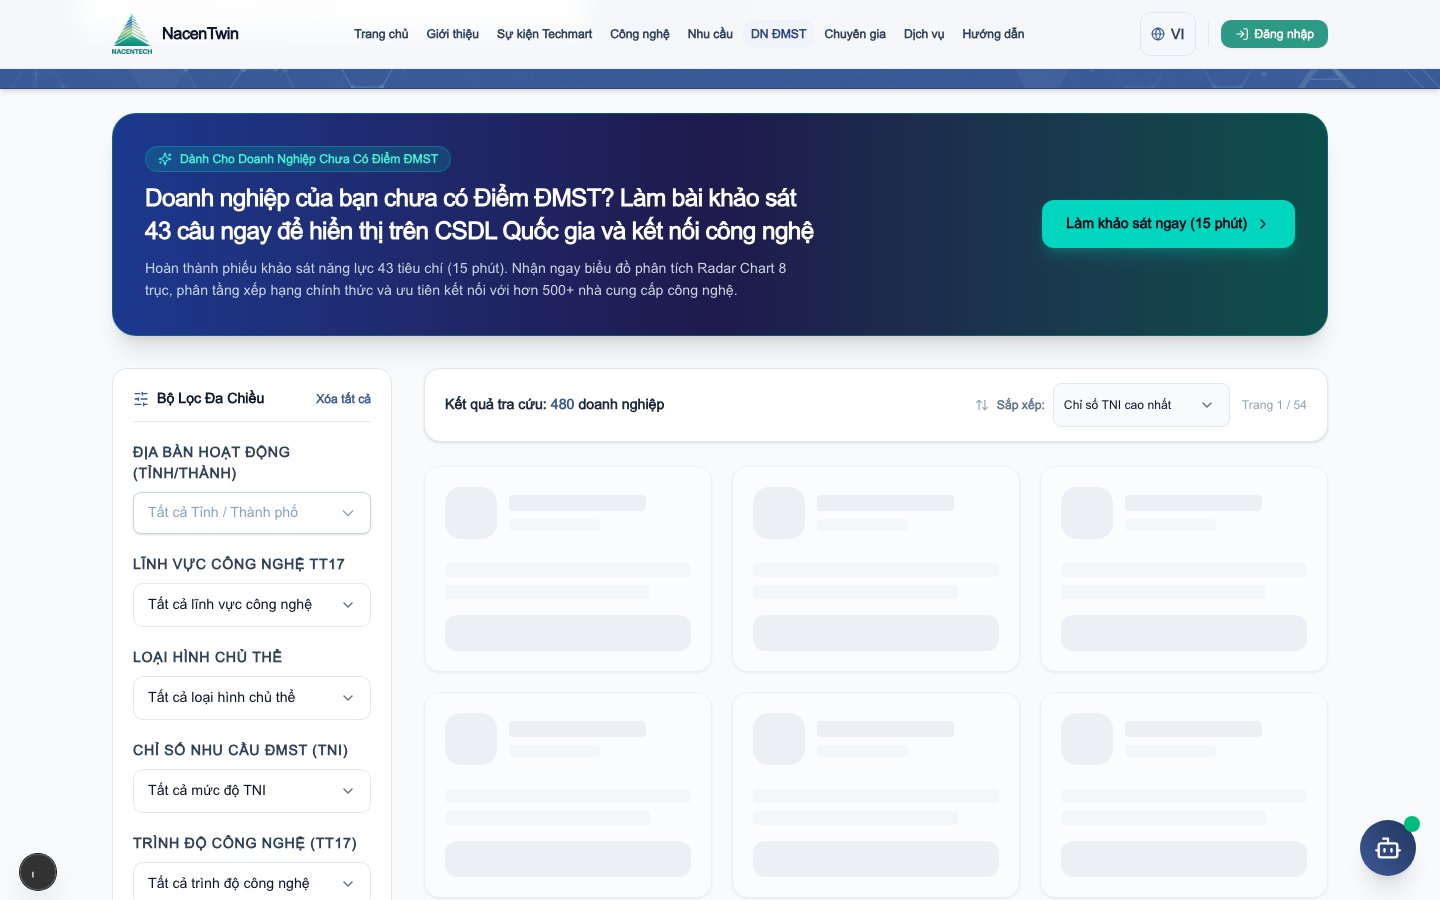 NACENTECH
NacenTwin
Trang chủ
Giới thiệu
Sự kiện Techmart
Công nghệ
Nhu cầu
DN ĐMST
Chuyên gia
Dịch vụ
Hướng dẫn
VI
Đăng nhập
Dành Cho Doanh Nghiệp Chưa Có Điểm ĐMST
Doanh nghiệp của bạn chưa có Điểm ĐMST? Làm bài khảo sát
43 câu ngay để hiển thị trên CSDL Quốc gia và kết nối công nghệ
Hoàn thành phiếu khảo sát năng lực 43 tiêu chí (15 phút). Nhận ngay biểu đồ phân tích Radar Chart 8
trục, phân tầng xếp hạng chính thức và ưu tiên kết nối với hơn 500+ nhà cung cấp công nghệ.
Làm khảo sát ngay (15 phút)
Bộ Lọc Đa Chiều
Xóa tất cả
ĐỊA BÀN HOẠT ĐỘNG
(TỈNH/THÀNH)
Tất cả Tỉnh / Thành phố
LĨNH VỰC CÔNG NGHỆ TT17
Tất cả lĩnh vực công nghệ
LOẠI HÌNH CHỦ THỂ
Tất cả loại hình chủ thể
CHỈ SỐ NHU CẦU ĐMST (TNI)
Tất cả mức độ TNI
TRÌNH ĐỘ CÔNG NGHỆ (TT17)
Tất cả trình độ công nghệ
Kết quả tra cứu: 480 doanh nghiệp
Sắp xếp:
Chỉ số TNI cao nhất
Trang 1 / 54